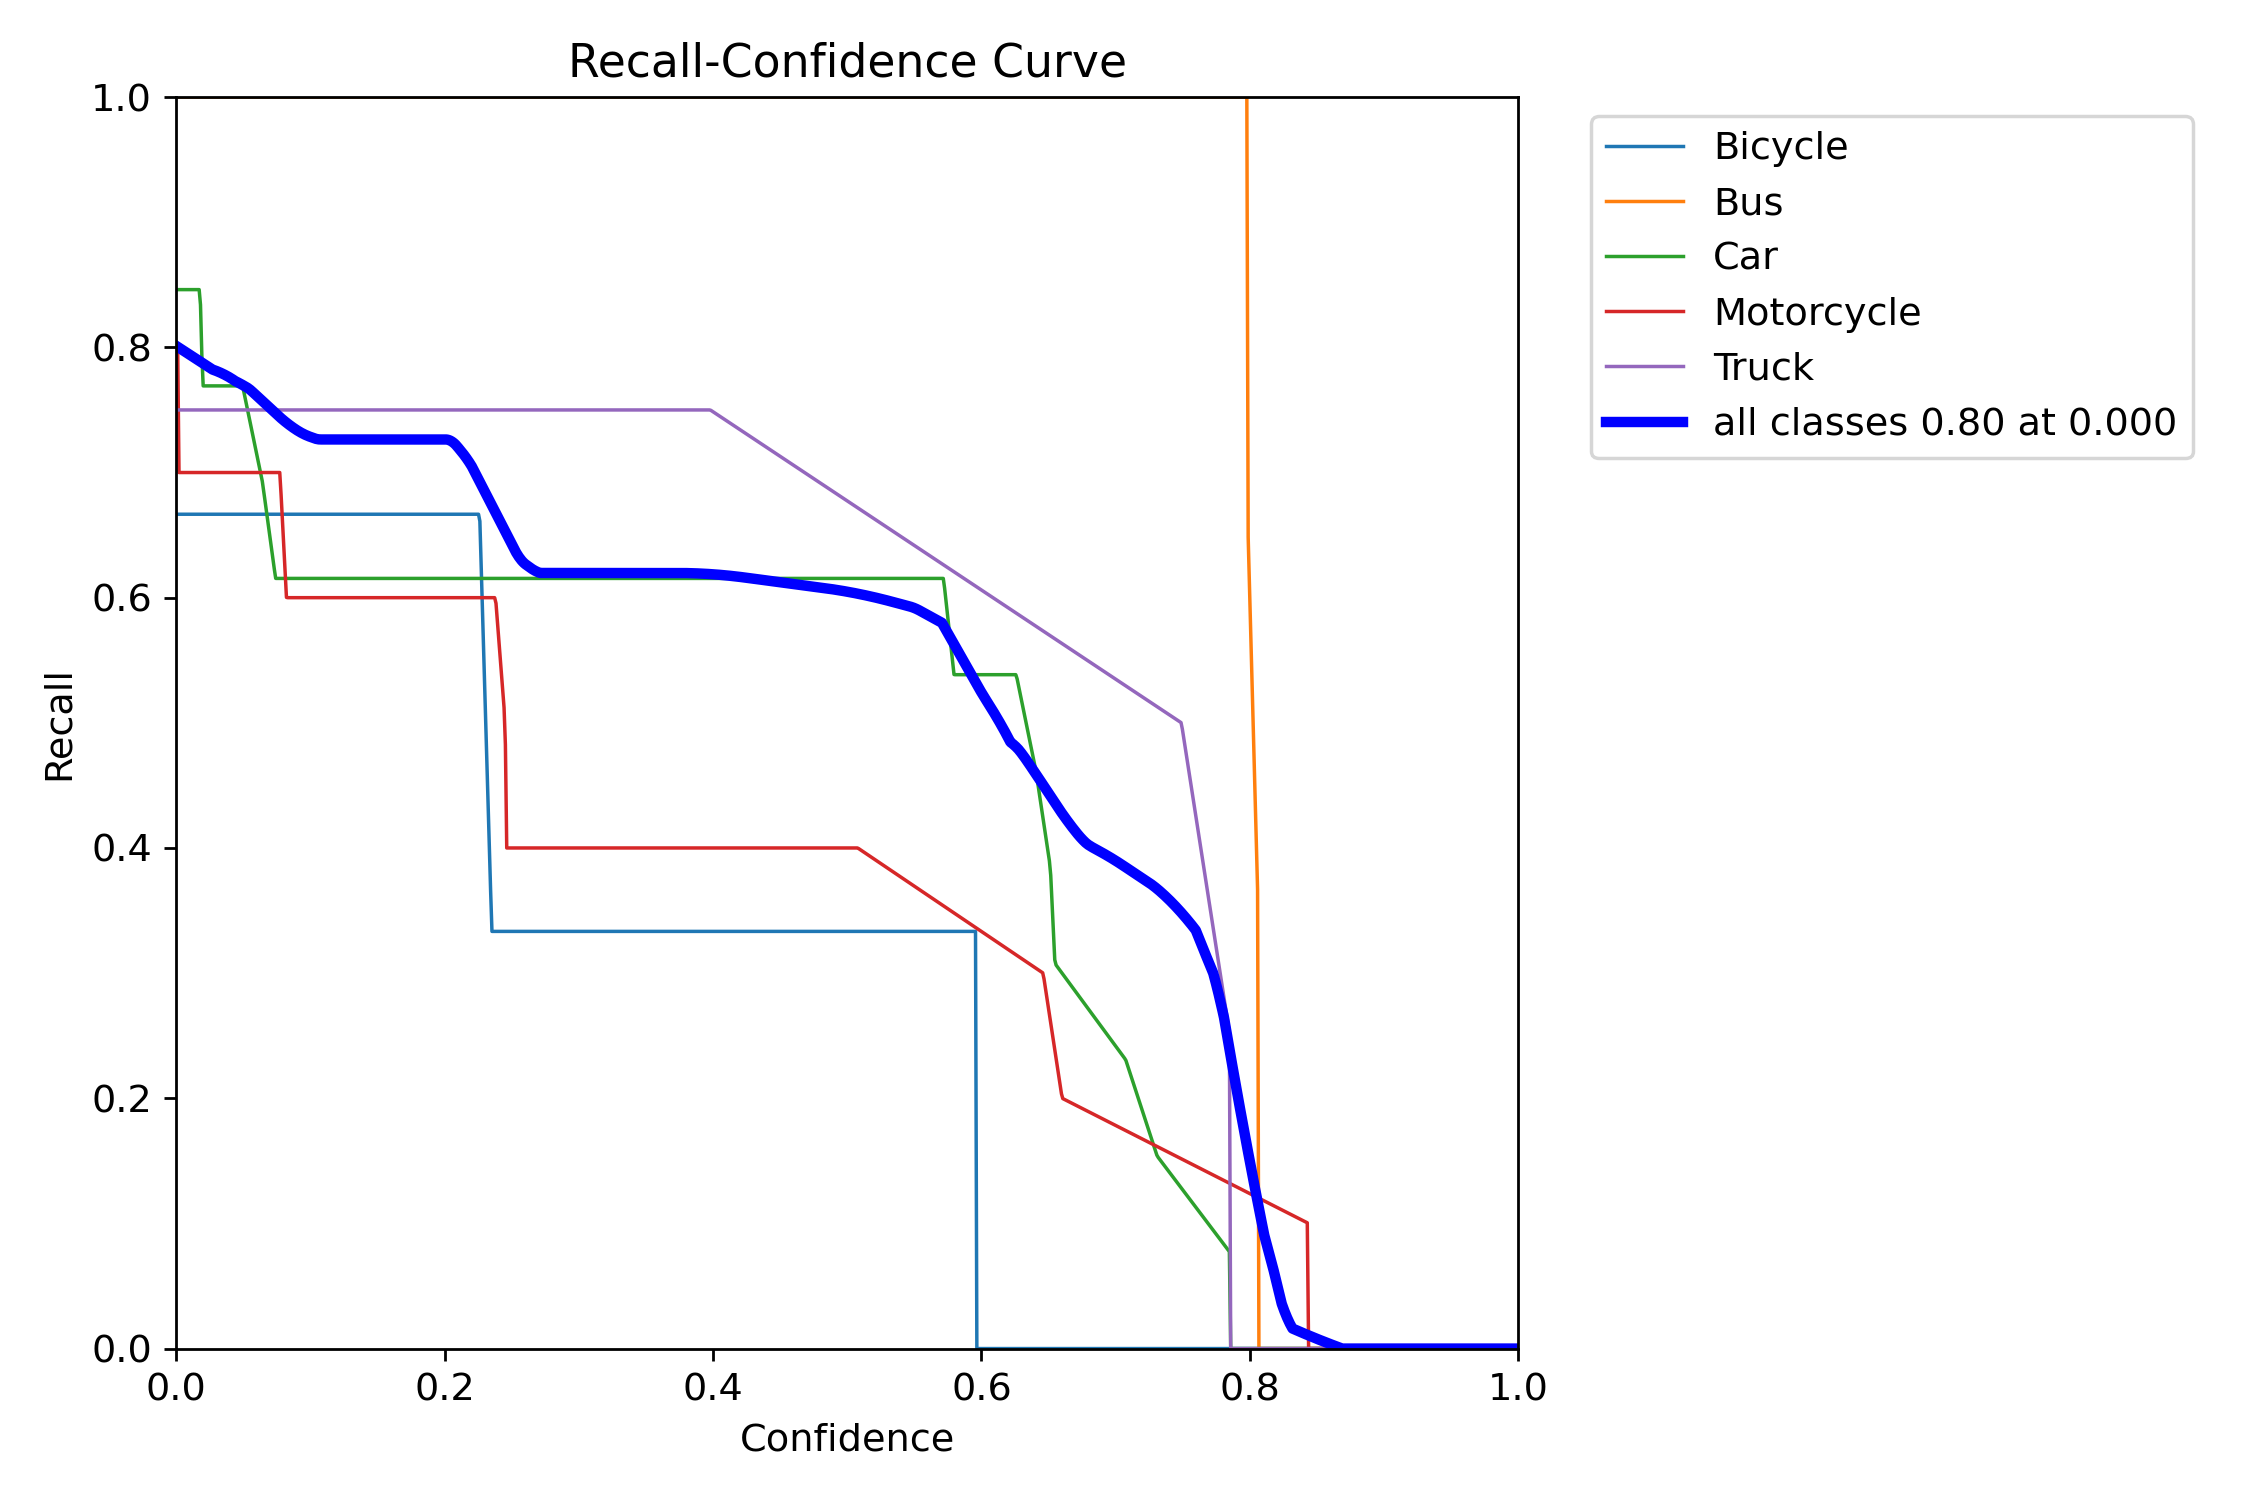 Recall-Confidence Curve
1.0
0.8
0.6
0.4
0.2
0.0
Recall
0.0 0.2 0.4 0.6 0.8 1.0
Confidence
Bicycle
Bus
Car
Motorcycle
Truck
all classes 0.80 at 0.000